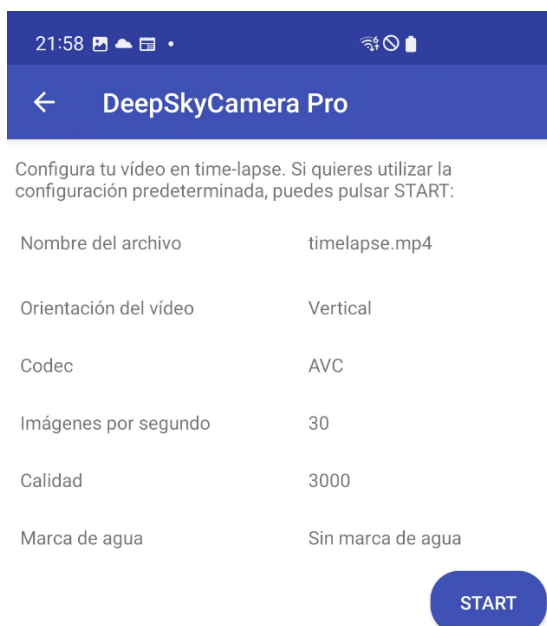 21:58
DeepSkyCamera Pro
Configura tu vídeo en time-lapse. Si quieres utilizar la
configuración predeterminada, puedes pulsar START:
Nombre del archivo timelapse.mp4
Orientación del vídeo Vertical
Codec AVC
Imágenes por segundo 30
Calidad 3000
Marca de agua Sin marca de agua
START